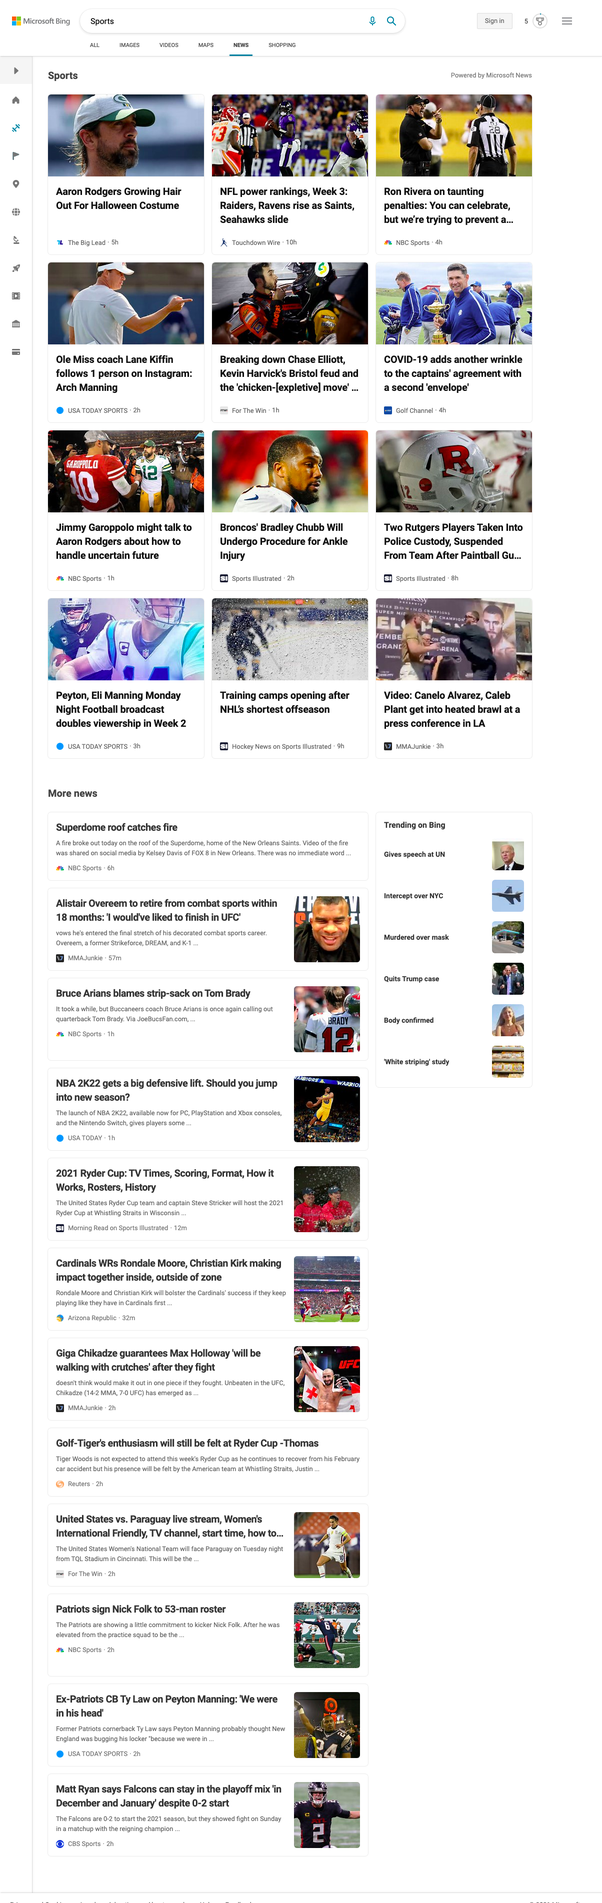 Microsoft Bing
Sports
Sign in
5
ALL IMAGES VIDEOS MAPS NEWS SHOPPING
Sports
Powered by Microsoft News
Aaron Rodgers Growing Hair
Out For Halloween Costume
The Big Lead · 5h
NFL power rankings, Week 3:
Raiders, Ravens rise as Saints,
Seahawks slide
Touchdown Wire · 10h
Ron Rivera on taunting
penalties: You can celebrate,
but we're trying to prevent a...
NBC Sports · 4h
Ole Miss coach Lane Kiffin
follows 1 person on Instagram:
Arch Manning
USA TODAY SPORTS · 2h
Breaking down Chase Elliott,
Kevin Harvick's Bristol feud and
the 'chicken-[expletive] move' ...
For The Win · 1h
COVID-19 adds another wrinkle
to the captains' agreement with
a second 'envelope'
Golf Channel · 4h
Jimmy Garoppolo might talk to
Aaron Rodgers about how to
handle uncertain future
NBC Sports · 1h
Broncos' Bradley Chubb Will
Undergo Procedure for Ankle
Injury
Sports Illustrated · 2h
Two Rutgers Players Taken Into
Police Custody, Suspended
From Team After Paintball Gu...
Sports Illustrated · 8h
Peyton, Eli Manning Monday
Night Football broadcast
doubles viewership in Week 2
USA TODAY SPORTS · 3h
Training camps opening after
NHL's shortest offseason
Hockey News on Sports Illustrated · 9h
Video: Canelo Alvarez, Caleb
Plant get into heated brawl at a
press conference in LA
MMAJunkie · 3h
More news
Superdome roof catches fire
A fire broke out today on the roof of the Superdome, home of the New Orleans Saints. Video of the fire
was shared on social media by Kelsey Davis of FOX 8 in New Orleans. There was no immediate word ...
NBC Sports · 6h
Alistair Overeem to retire from combat sports within
18 months: 'I would've liked to finish in UFC'
vows he's entered the final stretch of his decorated combat sports career.
Overeem, a former Strikeforce, DREAM, and K-1 ...
MMAJunkie · 57m
Bruce Arians blames strip-sack on Tom Brady
It took a while, but Buccaneers coach Bruce Arians is once again calling out
quarterback Tom Brady. Via JoeBucsFan.com, ...
NBC Sports · 1h
NBA 2K22 gets a big defensive lift. Should you jump
into new season?
The launch of NBA 2K22, available now for PC, PlayStation and Xbox consoles,
and the Nintendo Switch, gives players some ...
USA TODAY · 1h
2021 Ryder Cup: TV Times, Scoring, Format, How it
Works, Rosters, History
The United States Ryder Cup team and captain Steve Stricker will host the 2021
Ryder Cup at Whistling Straits in Wisconsin ...
Morning Read on Sports Illustrated · 12m
Cardinals WRs Rondale Moore, Christian Kirk making
impact together inside, outside of zone
Rondale Moore and Christian Kirk will bolster the Cardinals' success if they keep
playing like they have in Cardinals first ...
Arizona Republic · 32m
Giga Chikadze guarantees Max Holloway 'will be
walking with crutches' after they fight
doesn't think would make it out in one piece if they fought. Unbeaten in the UFC,
Chikadze (14-2 MMA, 7-0 UFC) has emerged as ...
MMAJunkie · 2h
Golf-Tiger's enthusiasm will still be felt at Ryder Cup -Thomas
Tiger Woods is not expected to attend this week's Ryder Cup as he continues to recover from his February
car accident but his presence will be felt by the American team at Whistling Straits, Justin ...
Reuters · 2h
United States vs. Paraguay live stream, Women's
International Friendly, TV channel, start time, how to...
The United States Women's National Team will face Paraguay on Tuesday night
from TQL Stadium in Cincinnati. This will be the ...
For The Win · 2h
Patriots sign Nick Folk to 53-man roster
The Patriots are showing a little commitment to kicker Nick Folk. After he was
elevated from the practice squad to be the ...
NBC Sports · 2h
Ex-Patriots CB Ty Law on Peyton Manning: 'We were
in his head'
Former Patriots cornerback Ty Law says Peyton Manning probably thought New
England was bugging his locker "because we were in ...
USA TODAY SPORTS · 2h
Matt Ryan says Falcons can stay in the playoff mix 'in
December and January' despite 0-2 start
The Falcons are 0-2 to start the 2021 season, but they showed fight on Sunday
in a matchup with the reigning champion ...
CBS Sports · 2h
Trending on Bing
Gives speech at UN
Intercept over NYC
Murdered over mask
Quits Trump case
Body confirmed
'White striping' study